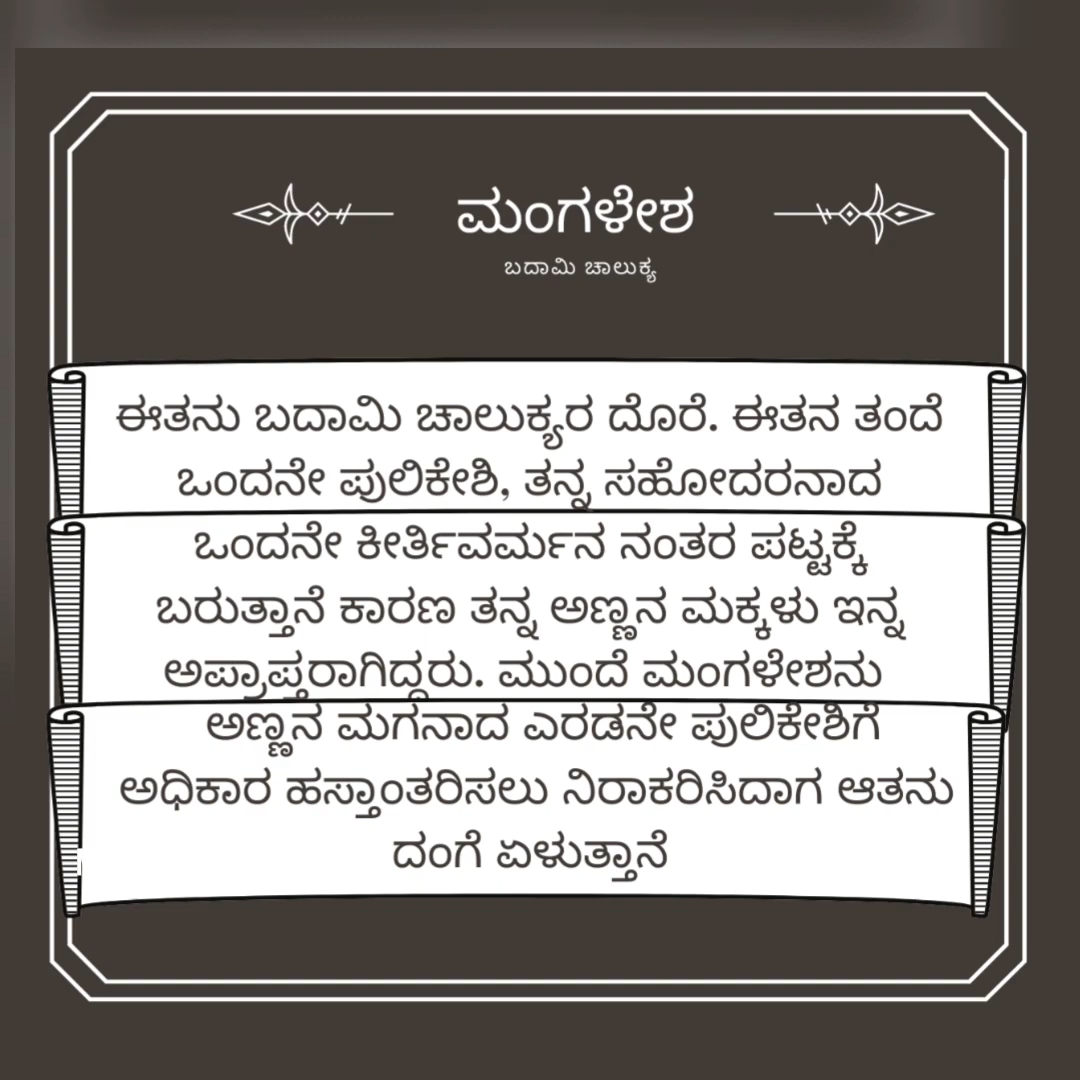 ಮಂಗಳೇಶ
ಬದಾಮಿ ಚಾಲುಕ್ಯ
ಈತನು ಬದಾಮಿ ಚಾಲುಕ್ಯರ ದೊರೆ. ಈತನ ತಂದೆ
ಒಂದನೇ ಪುಲಿಕೇಶಿ, ತನ್ನ ಸಹೋದರನಾದ
ಒಂದನೇ ಕೀರ್ತಿವರ್ಮನ ನಂತರ ಪಟ್ಟಕ್ಕೆ
ಬರುತ್ತಾನೆ ಕಾರಣ ತನ್ನ ಅಣ್ಣನ ಮಕ್ಕಳು ಇನ್ನ
ಅಪ್ರಾಪ್ತರಾಗಿದ್ದರು. ಮುಂದೆ ಮಂಗಳೇಶನು
ಅಣ್ಣನ ಮಗನಾದ ಎರಡನೇ ಪುಲಿಕೇಶಿಗೆ
ಅಧಿಕಾರ ಹಸ್ತಾಂತರಿಸಲು ನಿರಾಕರಿಸಿದಾಗ ಆತನು
ದಂಗೆ ಏಳುತ್ತಾನೆ